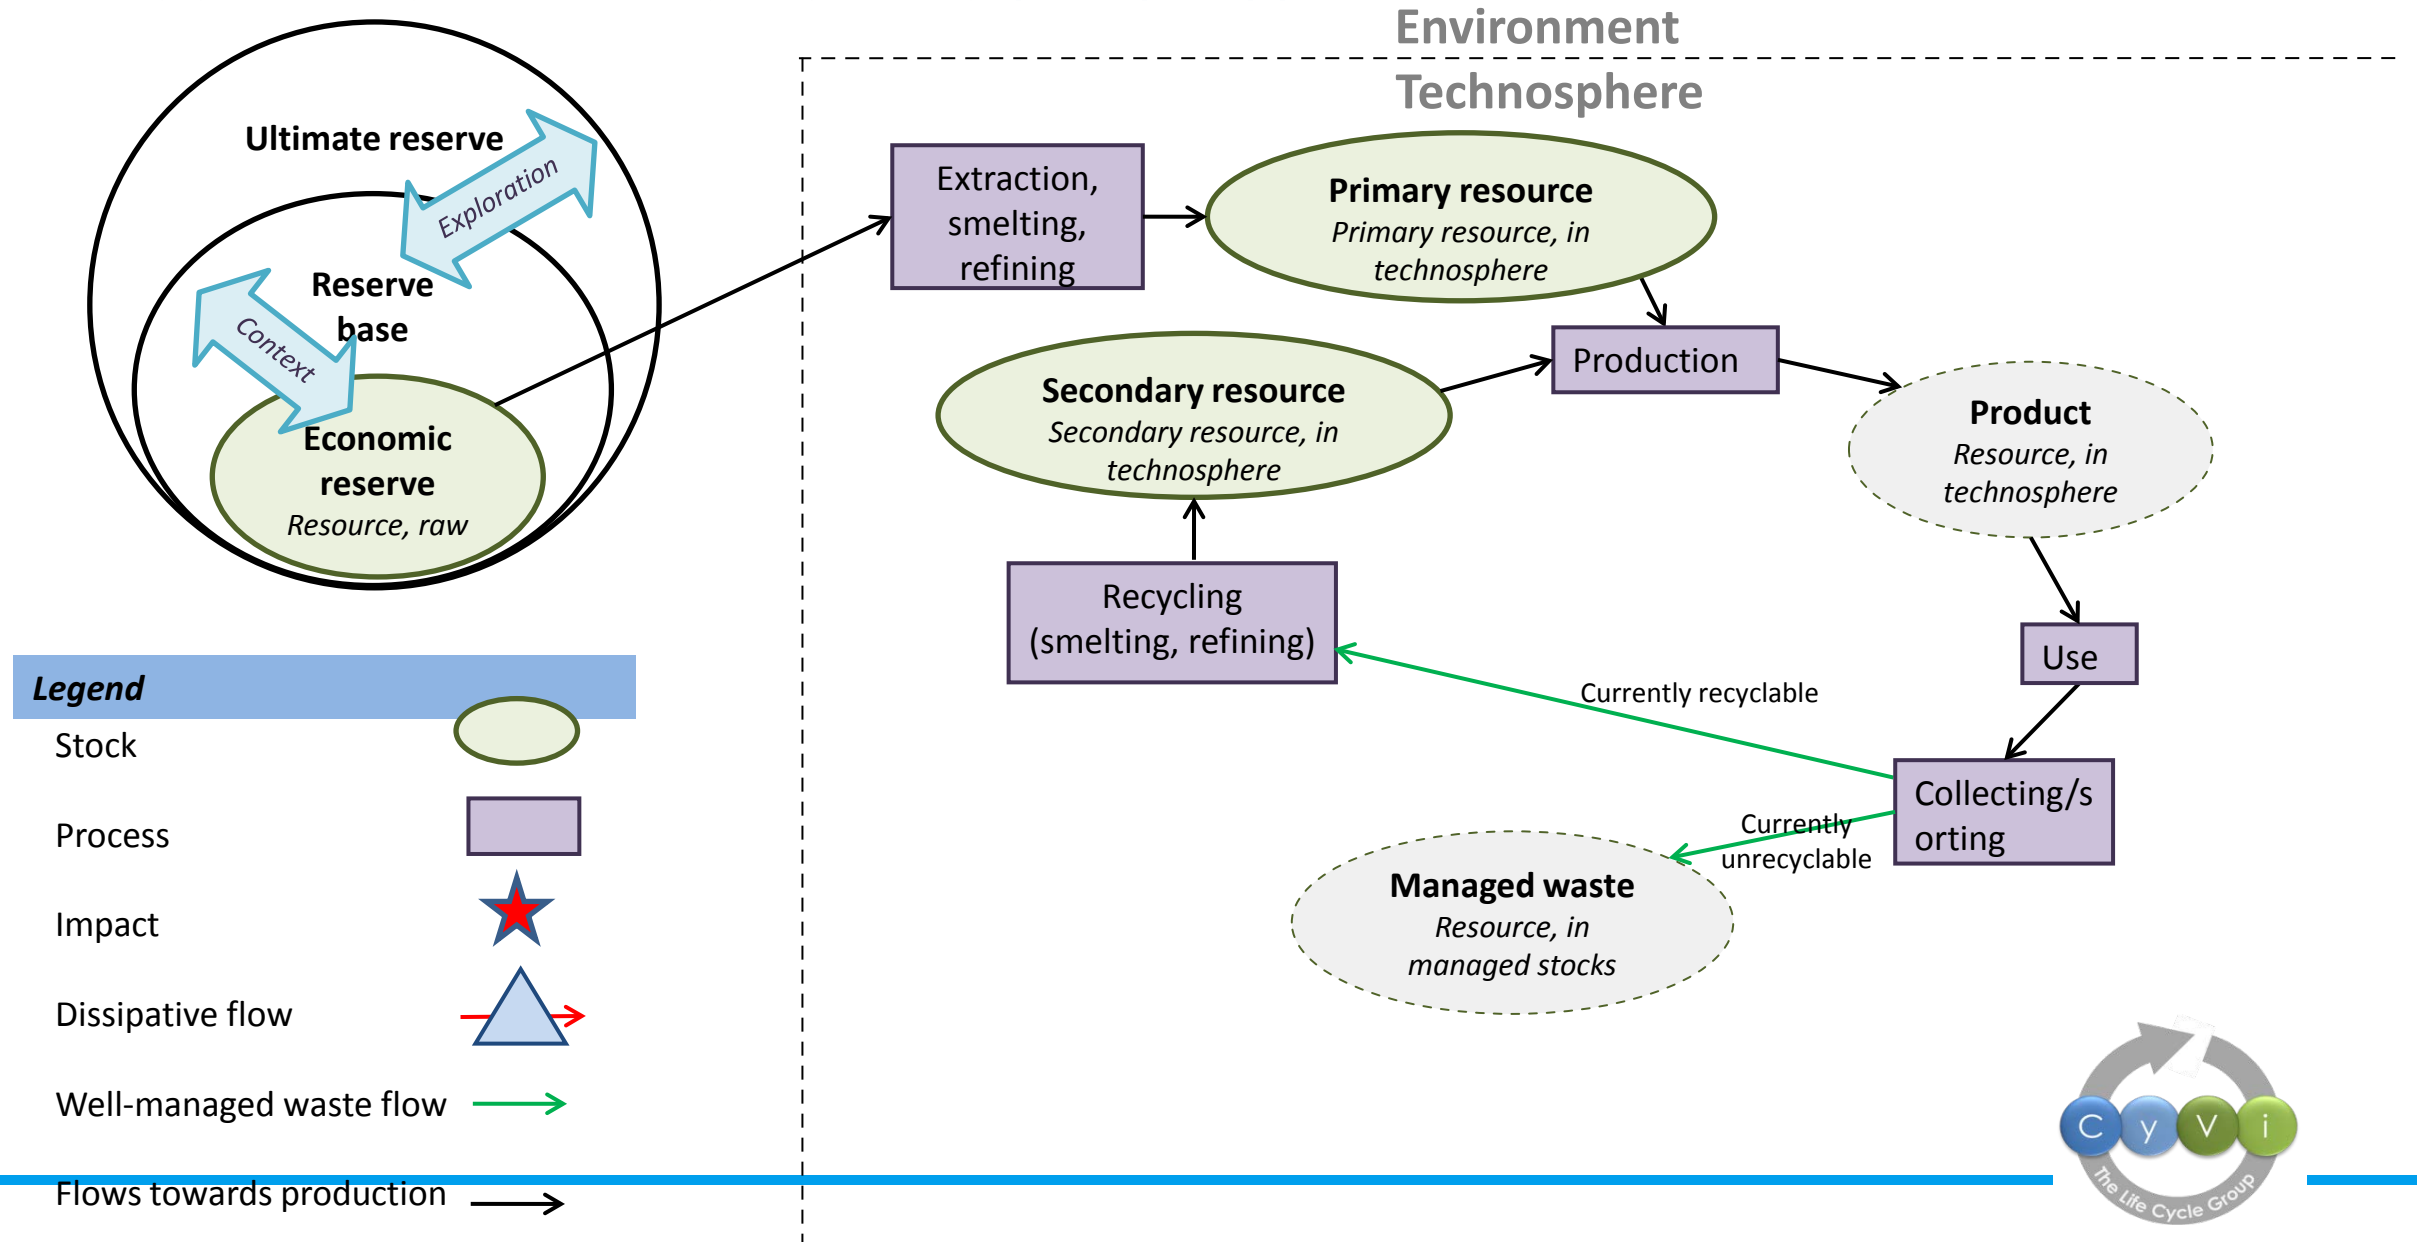 Environment
Technosphere
Ultimate reserve
Exploration
Reserve
base
Context
Economic
reserve
Resource, raw
Extraction,
smelting,
refining
Primary resource
Primary resource, in
technosphere
Production
Secondary resource
Secondary resource, in
technosphere
Product
Resource, in
technosphere
Recycling
(smelting, refining)
Use
Currently recyclable
Collecting/s
orting
Currently
unrecyclable
Managed waste
Resource, in
managed stocks
Legend
Stock
Process
Impact
Dissipative flow
Well-managed waste flow
Flows towards production
C y V i
The Life Cycle Group